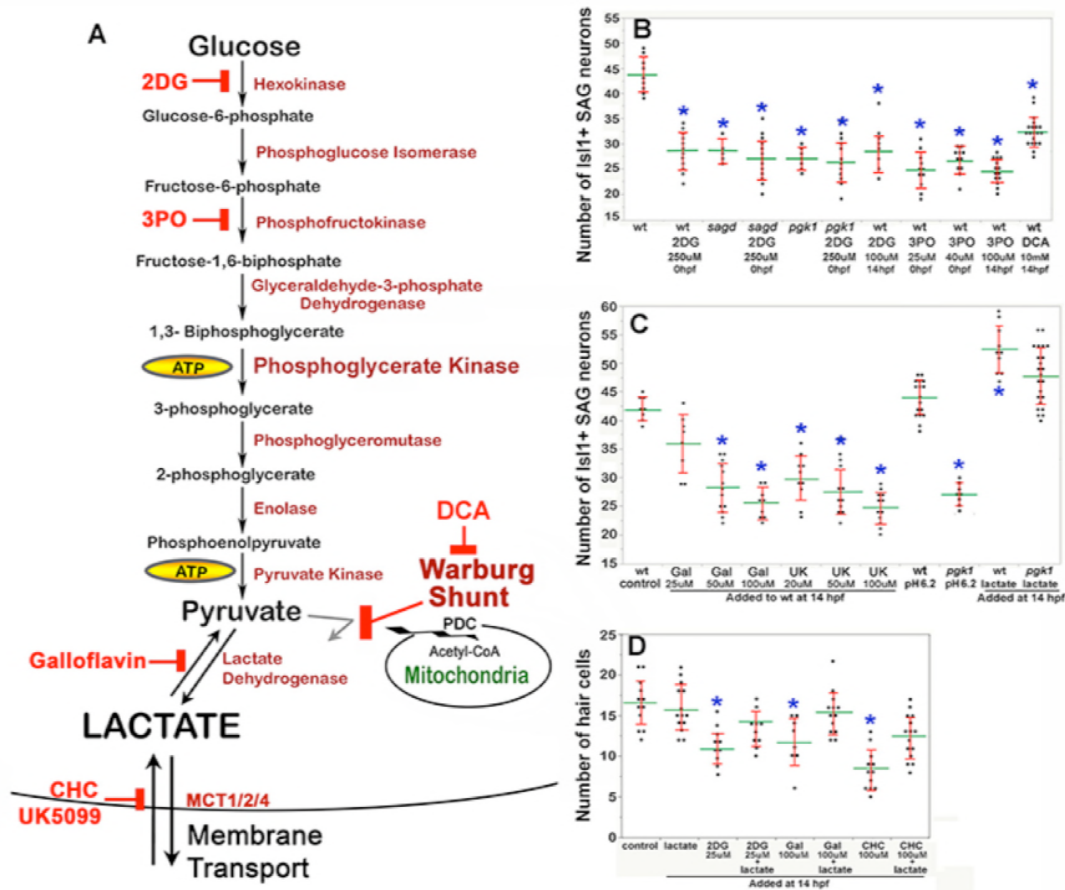 A
Glucose
2DG
Hexokinase
Glucose-6-phosphate
Phosphoglucose Isomerase
Fructose-6-phosphate
3PO
Phosphofructokinase
Fructose-1,6-biphosphate
Glyceraldehyde-3-phosphate
Dehydrogenase
1,3- Biphosphoglycerate
ATP
Phosphoglycerate Kinase
3-phosphoglycerate
Phosphoglyceromutase
2-phosphoglycerate
Enolase
DCA
Phosphoenolpyruvate
ATP
Pyruvate Kinase
Warburg
Shunt
Pyruvate
PDC
Acetyl-CoA
Mitochondria
Galloflavin
Lactate
Dehydrogenase
LACTATE
CHC
UK5099
MCT1/2/4
Membrane
Transport
B
Number of Isl1+ SAG neurons
55
50
45
40
35
30
25
20
15
* * * * * * * * * *
wt wt sagd sagd pgk1 pgk1 wt wt wt wt wt
2DG 2DG 2DG 2DG 3PO 3PO 3PO DCA
250uM 250uM 250uM 100uM 25uM 40uM 100uM 10mM
0hpf 0hpf 0hpf 14hpf 0hpf 0hpf 14hpf 14hpf
C
Number of Isl1+ SAG neurons
60
55
50
45
40
35
30
25
20
15
* * * * * * *
wt Gal Gal Gal UK UK UK wt pgk1 wt pgk1
control 25uM 50uM 100uM 20uM 50uM 100uM pH6.2 pH6.2 lactate lactate
Added to wt at 14 hpf Added at 14 hpf
D
Number of hair cells
25
20
15
10
5
0
* * *
control lactate 2DG 2DG Gal Gal CHC CHC
25uM 25uM 100uM 100uM 100uM 100uM
+ + +
lactate lactate lactate
Added at 14 hpf